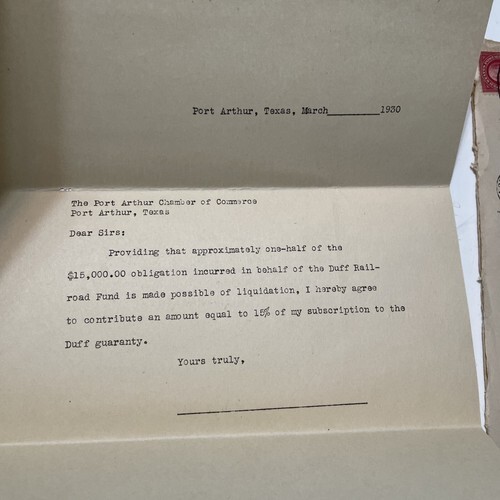 Port Arthur, Texas, March__________1930
The Port Arthur Chamber of Commerce
Port Arthur, Texas
Dear Sirs:
Providing that approximately one-half of the
$15,000.00 obligation incurred in behalf of the Duff Rail-
road Fund is made possible of liquidation, I hereby agree
to contribute an amount equal to 15% of my subscription to the
Duff guaranty.
Yours truly,